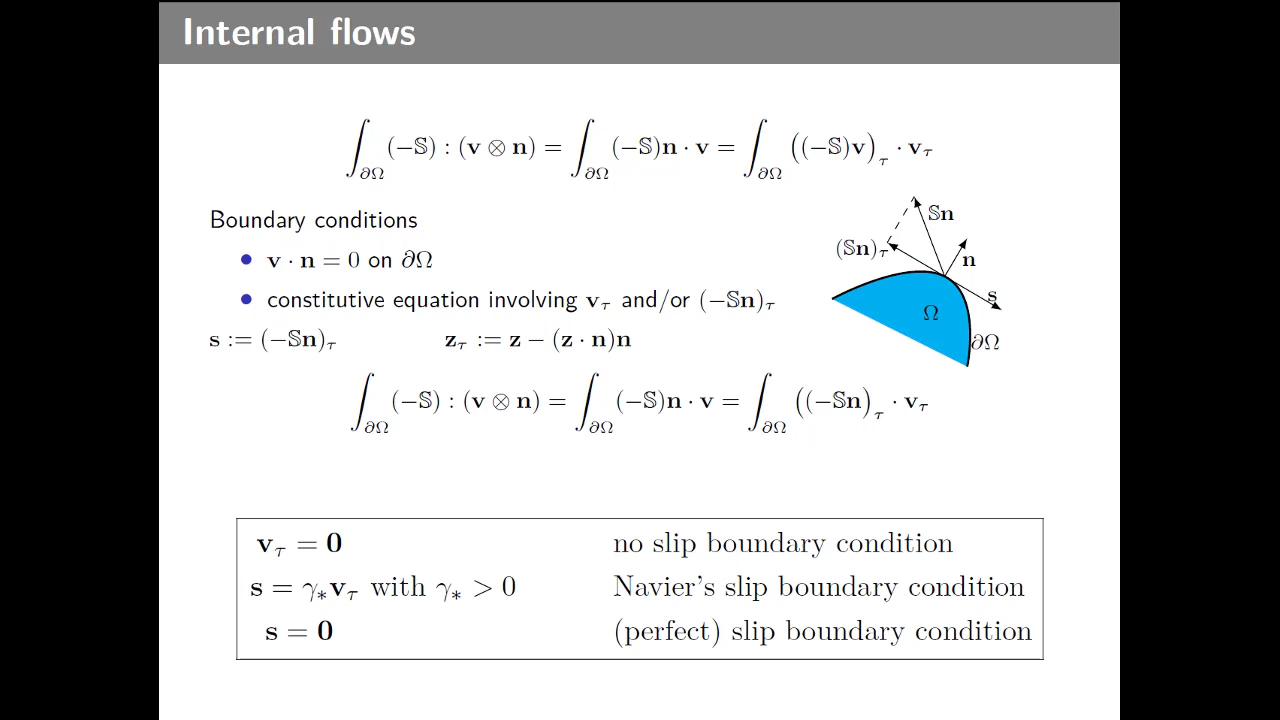 Internal flows
∫_∂Ω (−𝕊) : (v ⊗ n) = ∫_∂Ω (−𝕊)n · v = ∫_∂Ω ((−𝕊)v)_τ · v_τ
Boundary conditions
• v · n = 0 on ∂Ω
• constitutive equation involving v_τ and/or (−𝕊n)_τ
s := (−𝕊n)_τ z_τ := z − (z · n)n
𝕊n
(𝕊n)_τ
n
s
Ω
∂Ω
∫_∂Ω (−𝕊) : (v ⊗ n) = ∫_∂Ω (−𝕊)n · v = ∫_∂Ω ((−𝕊n)_τ · v_τ
v_τ = 0 no slip boundary condition
s = γ_* v_τ with γ_* > 0 Navier's slip boundary condition
s = 0 (perfect) slip boundary condition